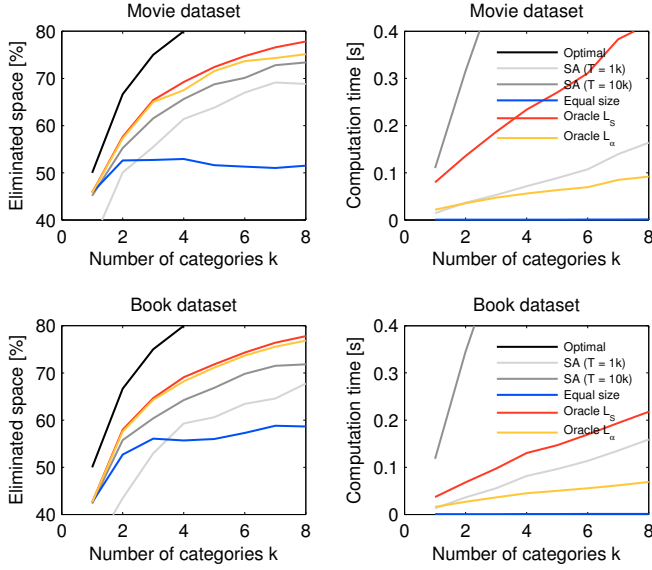 Movie dataset
Eliminated space [%]
80
70
60
50
40
0
2
4
6
8
Number of categories k
Movie dataset
Computation time [s]
0.4
0.3
0.2
0.1
0
0
2
4
6
8
Number of categories k
Optimal
SA (T = 1k)
SA (T = 10k)
Equal size
Oracle L_S
Oracle L_α
Book dataset
Eliminated space [%]
80
70
60
50
40
0
2
4
6
8
Number of categories k
Book dataset
Computation time [s]
0.4
0.3
0.2
0.1
0
0
2
4
6
8
Number of categories k
Optimal
SA (T = 1k)
SA (T = 10k)
Equal size
Oracle L_S
Oracle L_α